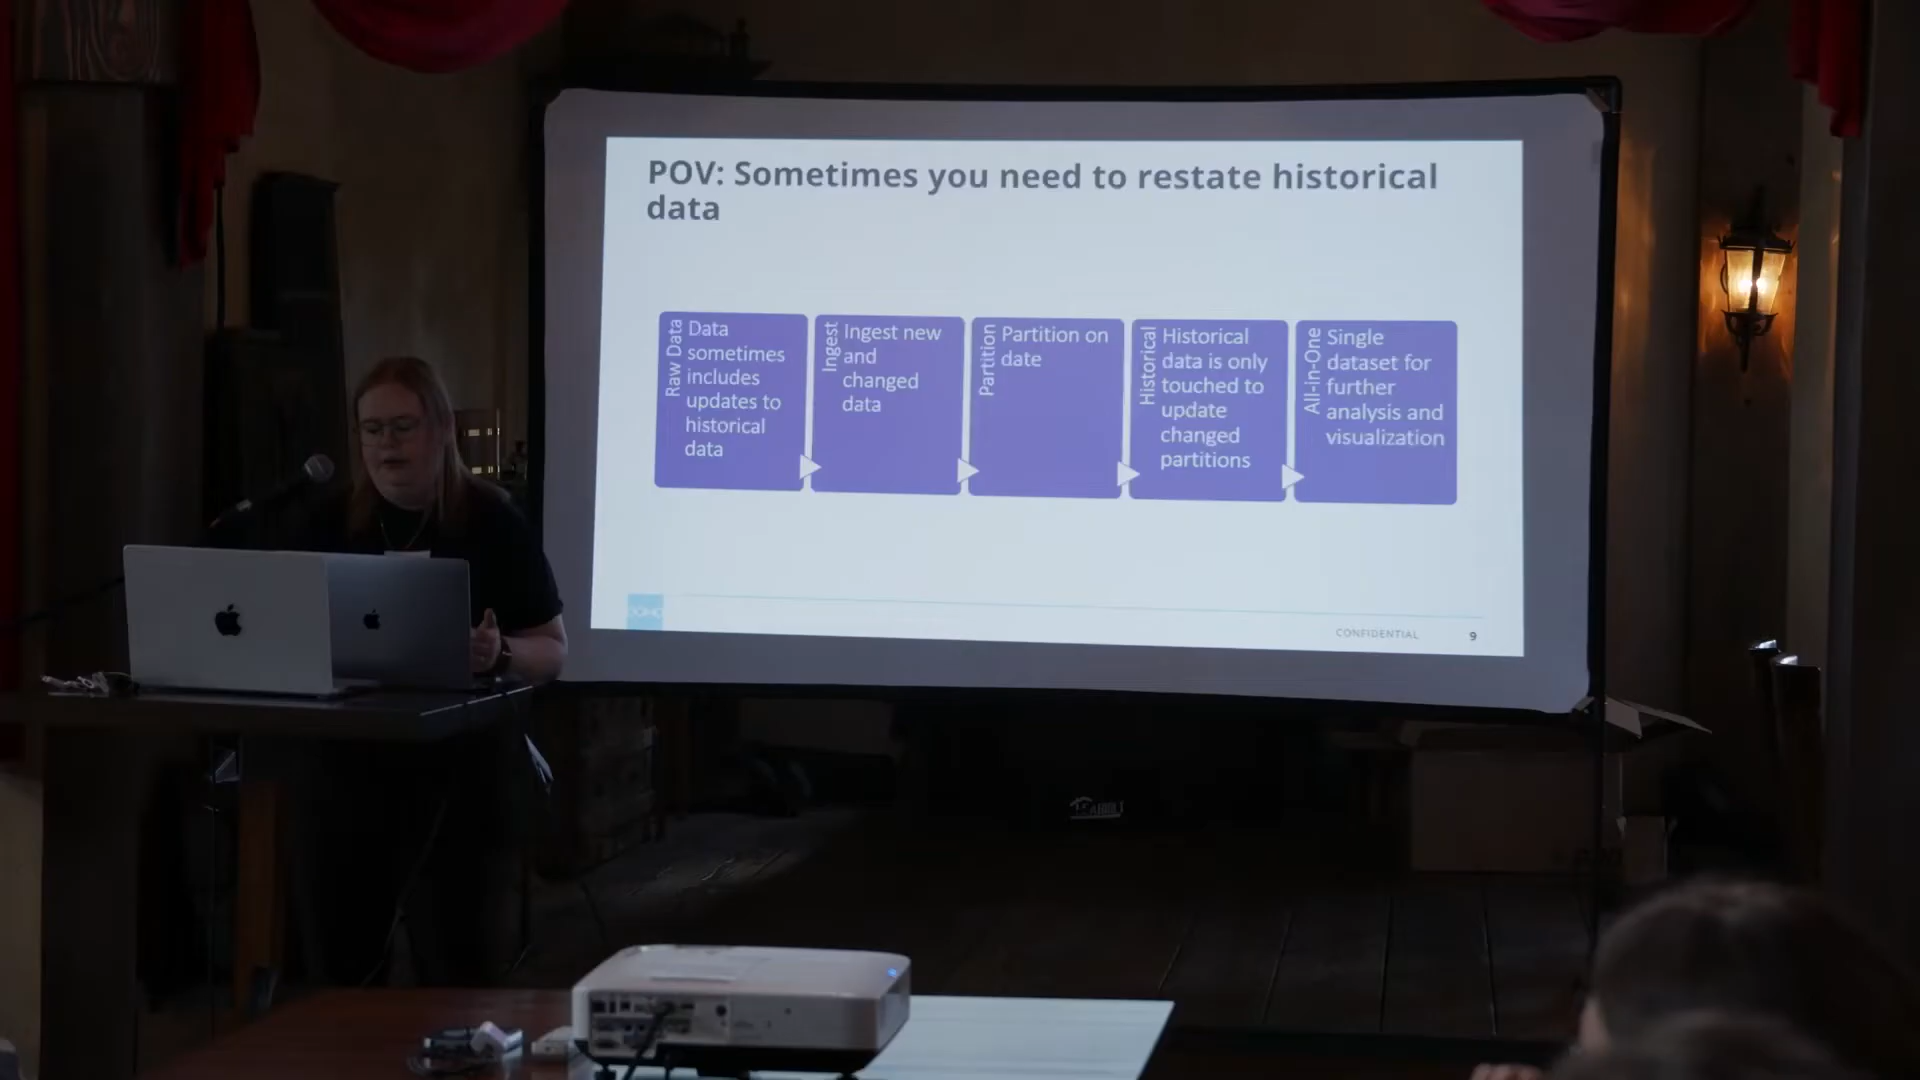 POV: Sometimes you need to restate historical
data
Raw Data
Data
sometimes
includes
updates to
historical
data
Ingest
Ingest new
and
changed
data
Partition
Partition on
date
Historical
Historical
data is only
touched to
update
changed
partitions
All-in-One
Single
dataset for
further
analysis and
visualization
DOMO
CONFIDENTIAL
9